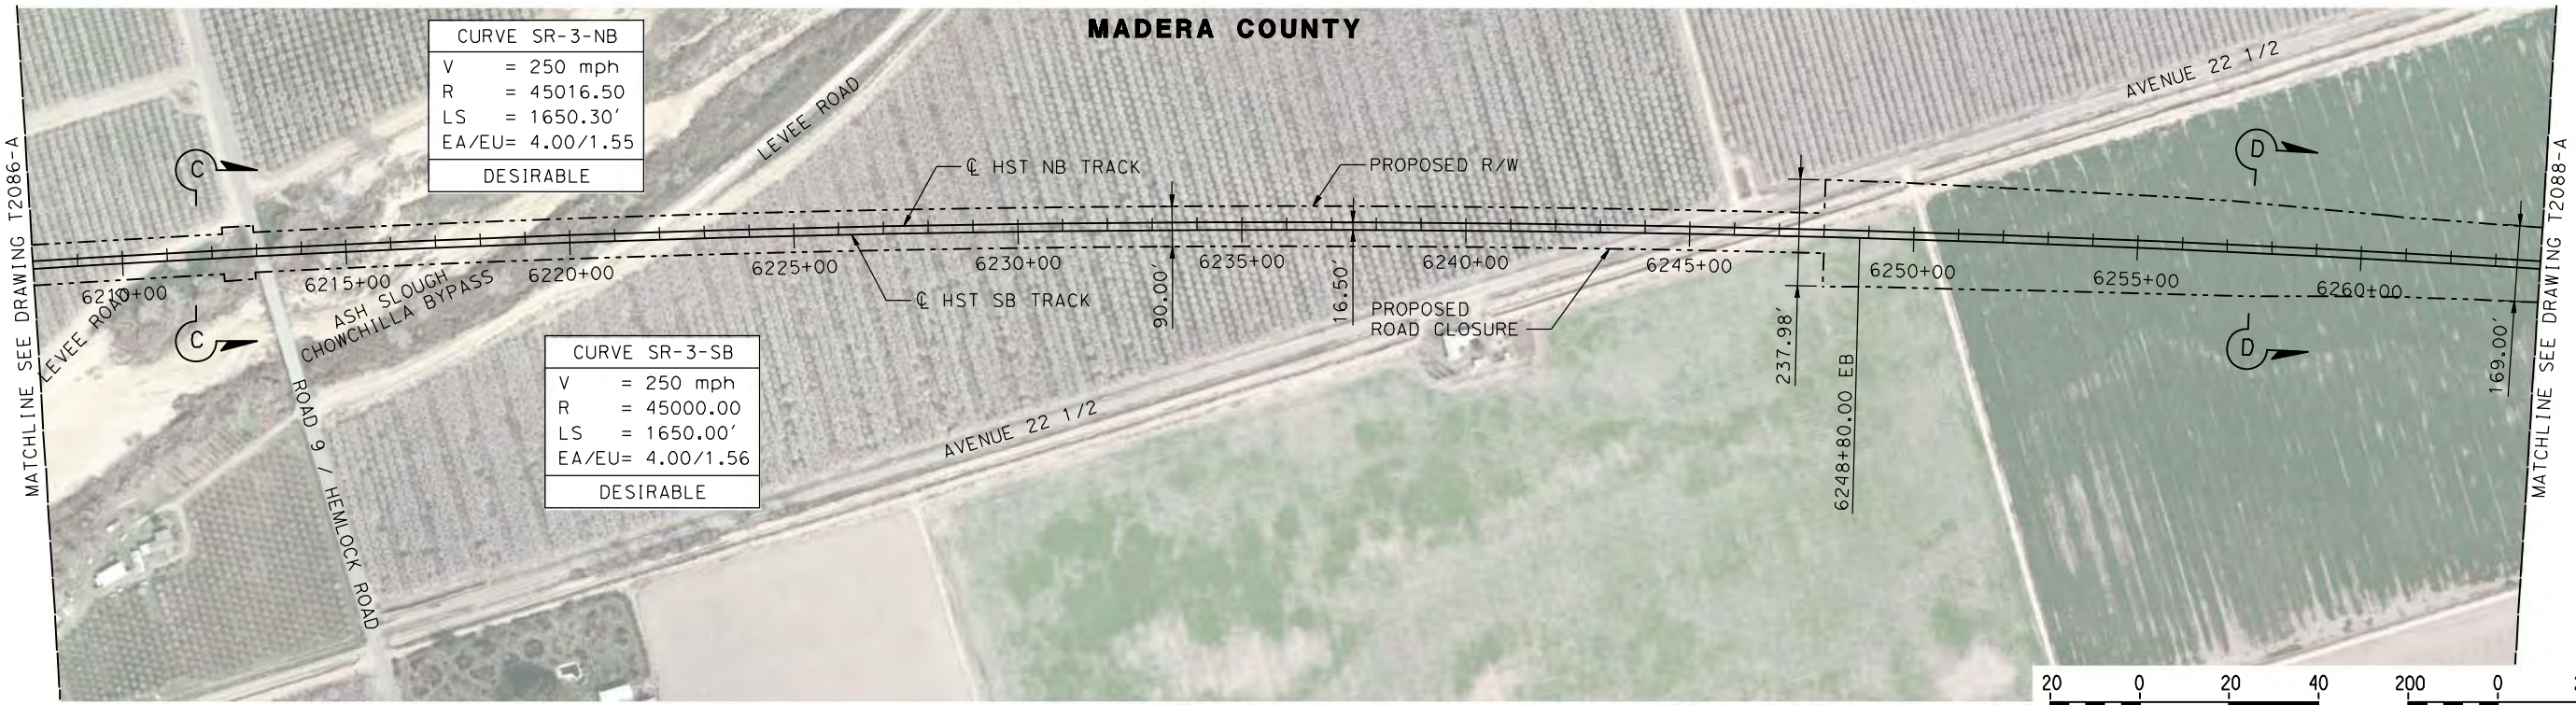 MADERA COUNTY
CURVE SR-3-NB
V = 250 mph
R = 45016.50
LS = 1650.30'
EA/EU= 4.00/1.55
DESIRABLE
MATCHLINE SEE DRAWING T2086-A
MATCHLINE SEE DRAWING T2088-A
AVENUE 22 1/2
LEVEE ROAD
C
D
℄ HST NB TRACK
PROPOSED R/W
6210+00
6215+00
6220+00
6225+00
6230+00
6235+00
6240+00
6245+00
6250+00
6255+00
6260+00
LEVEE ROAD
ASH SLOUGH
CHOWCHILLA BYPASS
℄ HST SB TRACK
90.00'
16.50'
PROPOSED
ROAD CLOSURE
237.98'
6248+80.00 EB
169.00'
C
D
CURVE SR-3-SB
V = 250 mph
R = 45000.00
LS = 1650.00'
EA/EU= 4.00/1.56
DESIRABLE
ROAD 9 / HEMLOCK ROAD
AVENUE 22 1/2
20 0 20 40 200 0